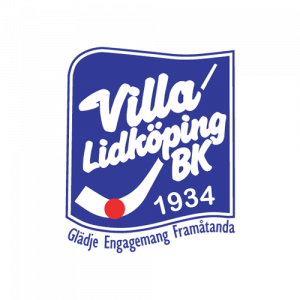 Villa
Lidköping
BK
1934
Glädje Engagemang Framåtanda